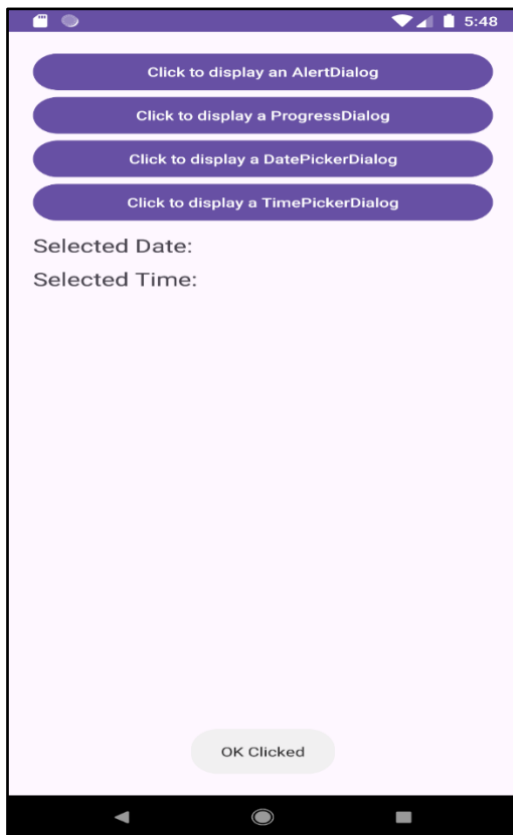 5:48
Click to display an AlertDialog
Click to display a ProgressDialog
Click to display a DatePickerDialog
Click to display a TimePickerDialog
Selected Date:
Selected Time:
OK Clicked